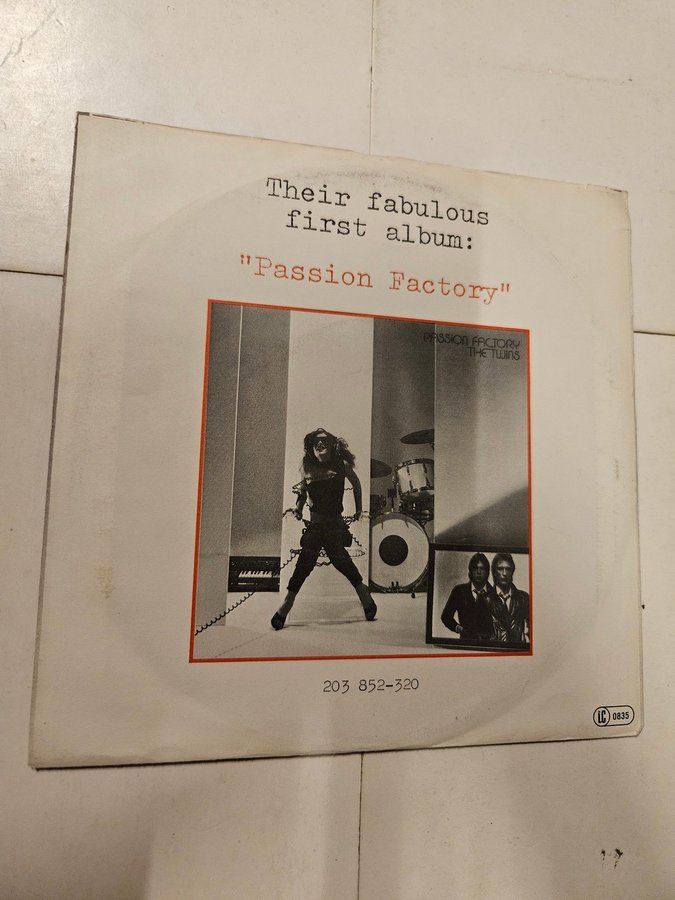 Their fabulous
first album:
"Passion Factory"
PASSION FACTORY
THE TWINS
203 852-320
LC 0835